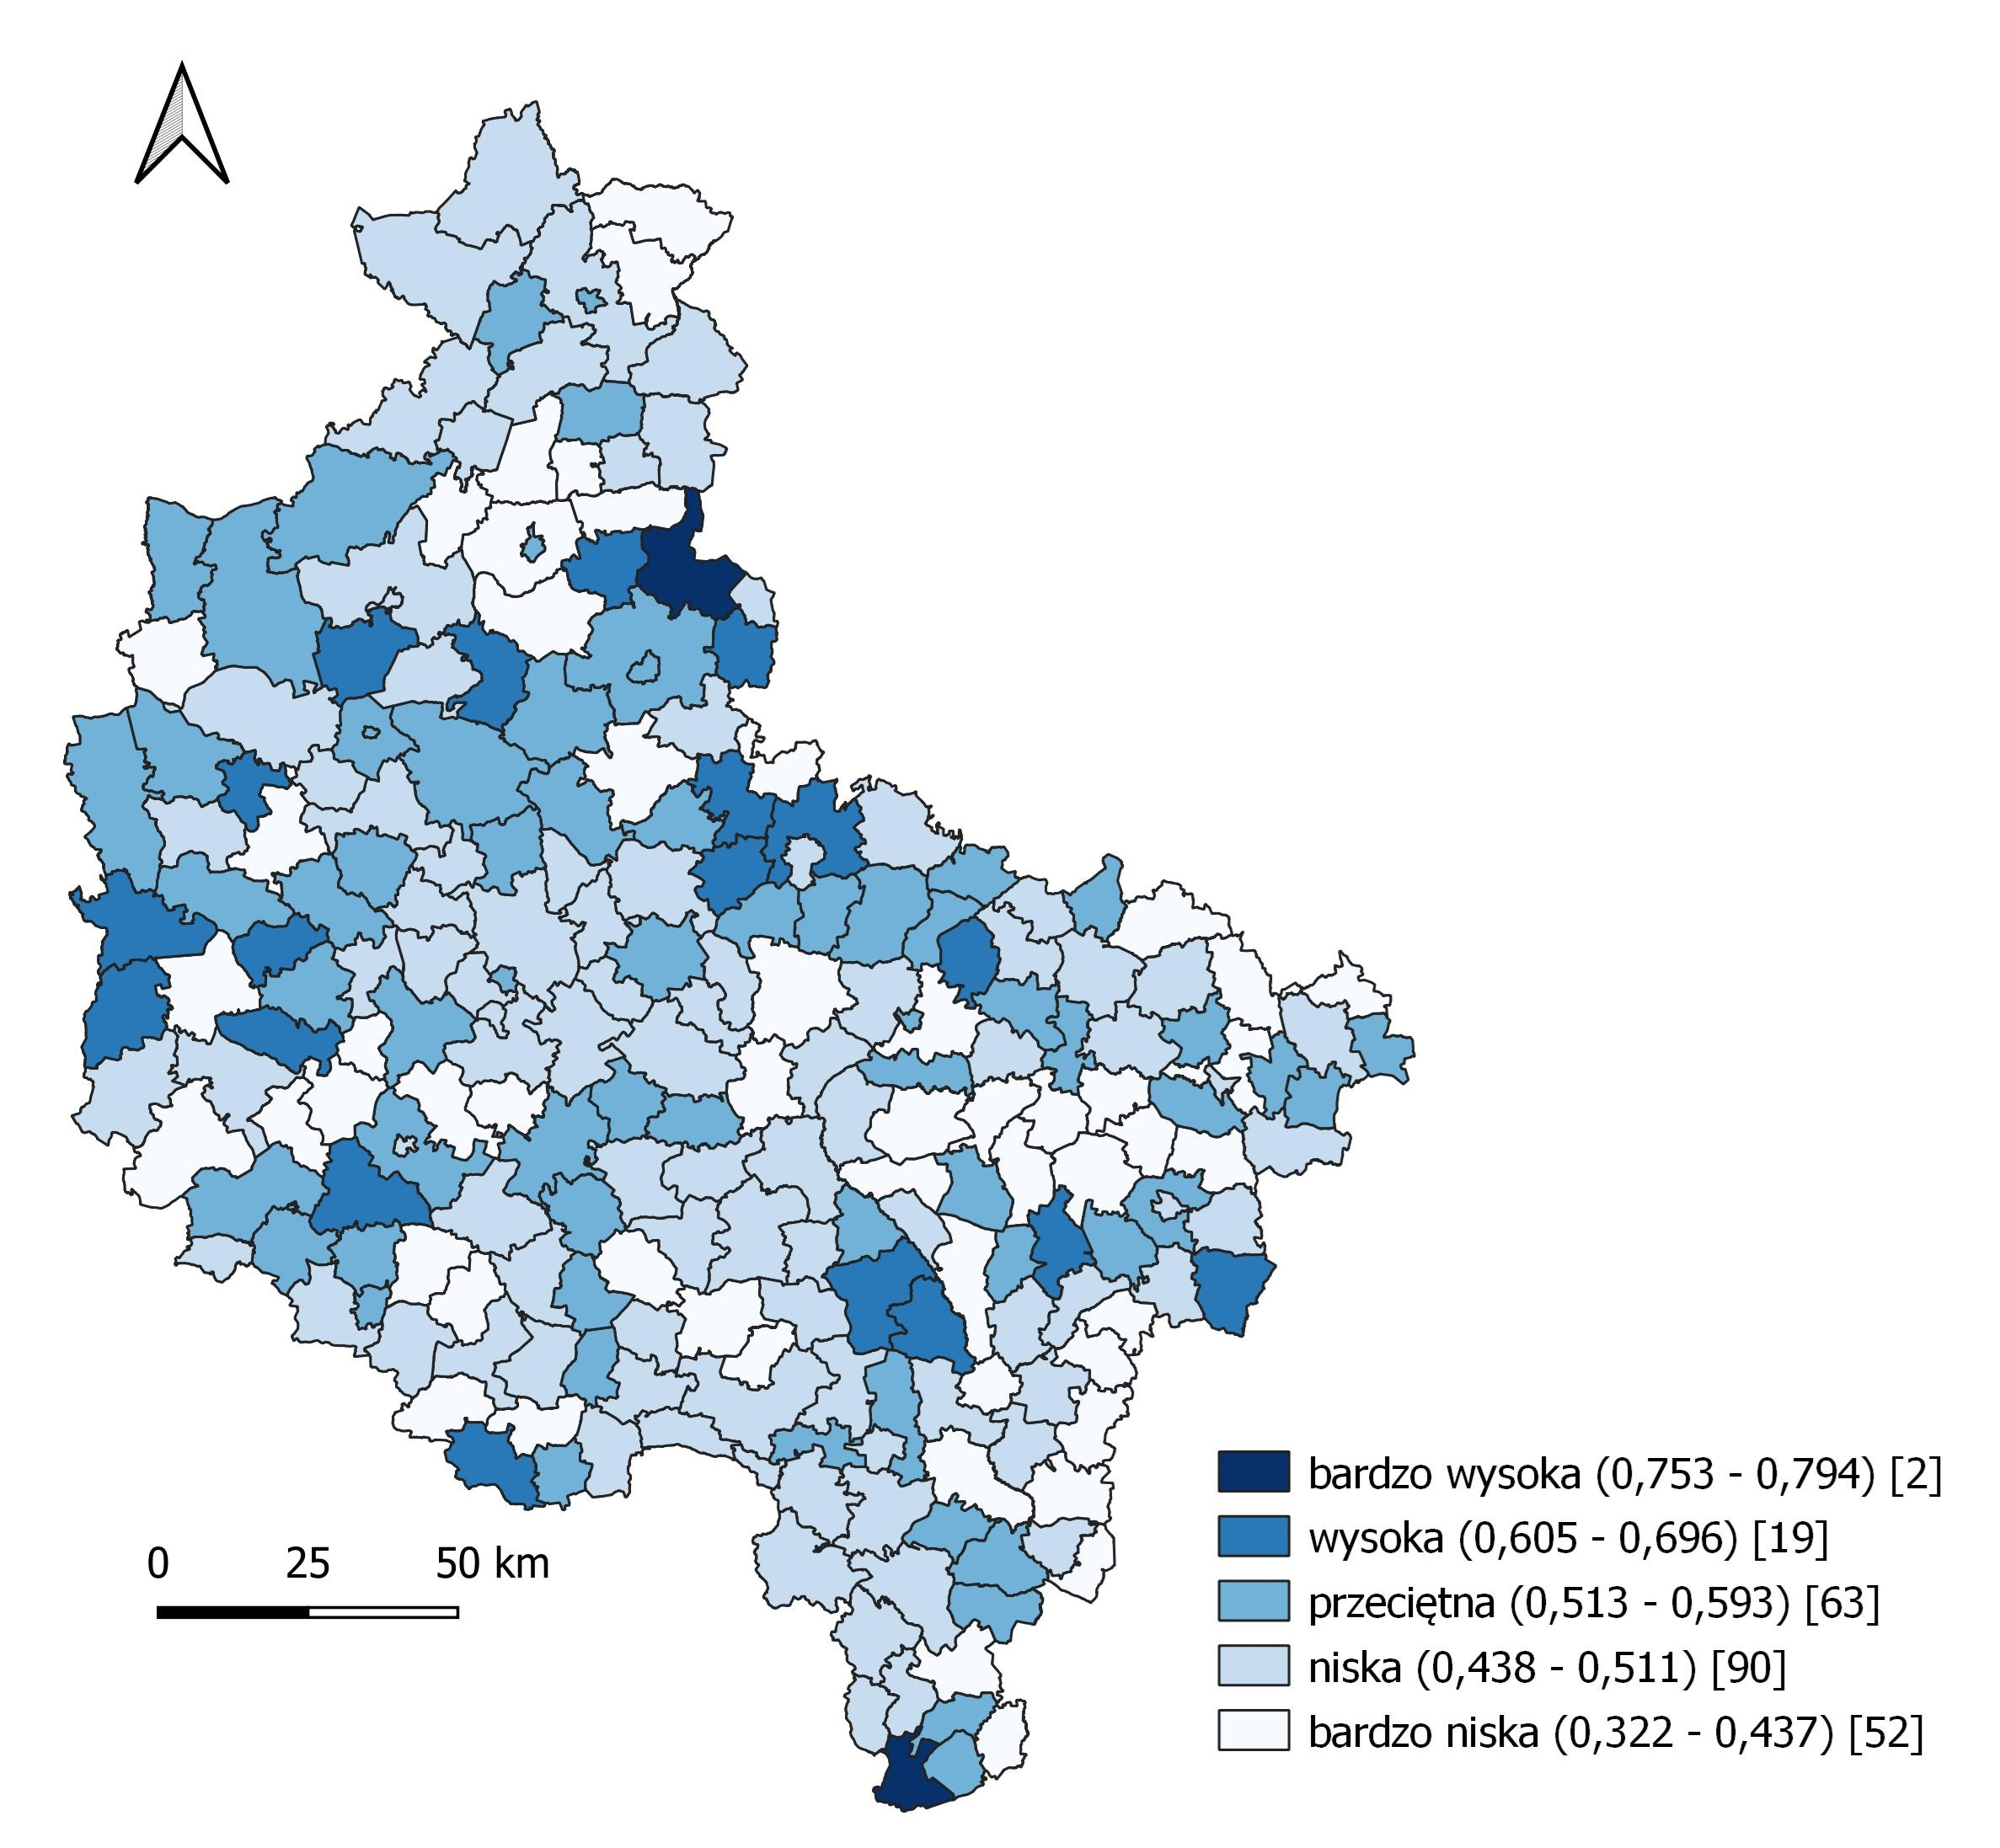 bardzo wysoka (0,753 - 0,794) [2]
wysoka (0,605 - 0,696) [19]
przeciętna (0,513 - 0,593) [63]
niska (0,438 - 0,511) [90]
bardzo niska (0,322 - 0,437) [52]
0 25 50 km